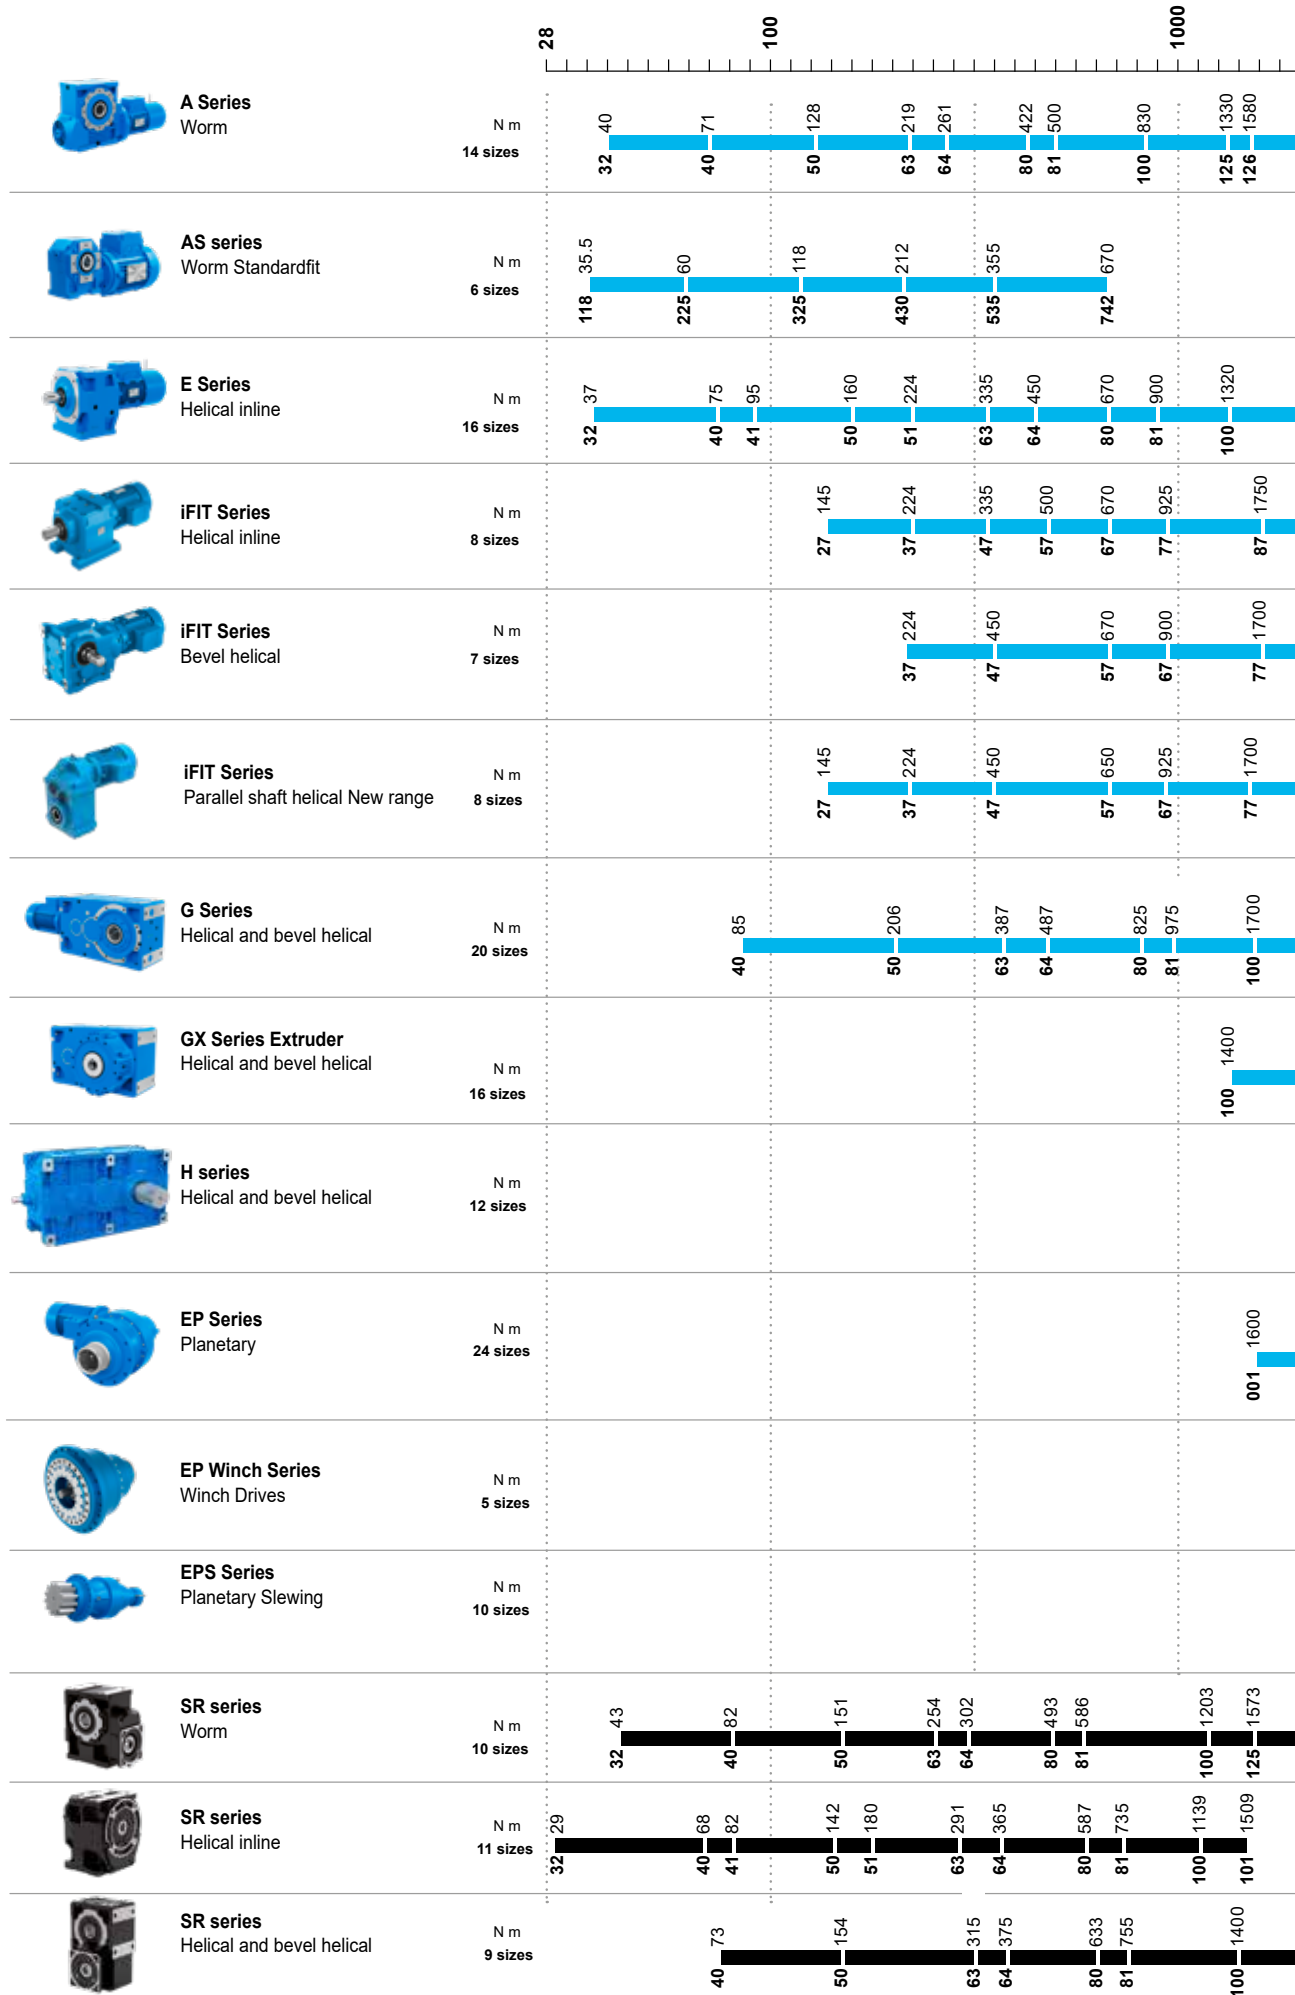 28 100 1000
A Series
Worm
N m
14 sizes
40 71 128 219 261 422 500 830 1330 1580
32 40 50 63 64 80 81 100 125 126
AS series
Worm Standardfit
N m
6 sizes
35.5 60 118 212 355 670
118 225 325 430 535 742
E Series
Helical inline
N m
16 sizes
37 75 95 160 224 335 450 670 900 1320
32 40 41 50 51 63 64 80 81 100
iFIT Series
Helical inline
N m
8 sizes
145 224 335 500 670 925 1750
27 37 47 57 67 77 87
iFIT Series
Bevel helical
N m
7 sizes
224 450 670 900 1700
37 47 57 67 77
iFIT Series
Parallel shaft helical New range
N m
8 sizes
145 224 450 650 925 1700
27 37 47 57 67 77
G Series
Helical and bevel helical
N m
20 sizes
85 206 387 487 825 975 1700
40 50 63 64 80 81 100
GX Series Extruder
Helical and bevel helical
N m
16 sizes
1400
100
H series
Helical and bevel helical
N m
12 sizes
EP Series
Planetary
N m
24 sizes
1600
001
EP Winch Series
Winch Drives
N m
5 sizes
EPS Series
Planetary Slewing
N m
10 sizes
SR series
Worm
N m
10 sizes
43 82 151 254 302 493 586 1203 1573
32 40 50 63 64 80 81 100 125
SR series
Helical inline
N m
11 sizes
29 68 82 142 180 291 365 587 735 1139 1509
32 40 41 50 51 63 64 80 81 100 101
SR series
Helical and bevel helical
N m
9 sizes
73 154 315 375 633 755 1400
40 50 63 64 80 81 100